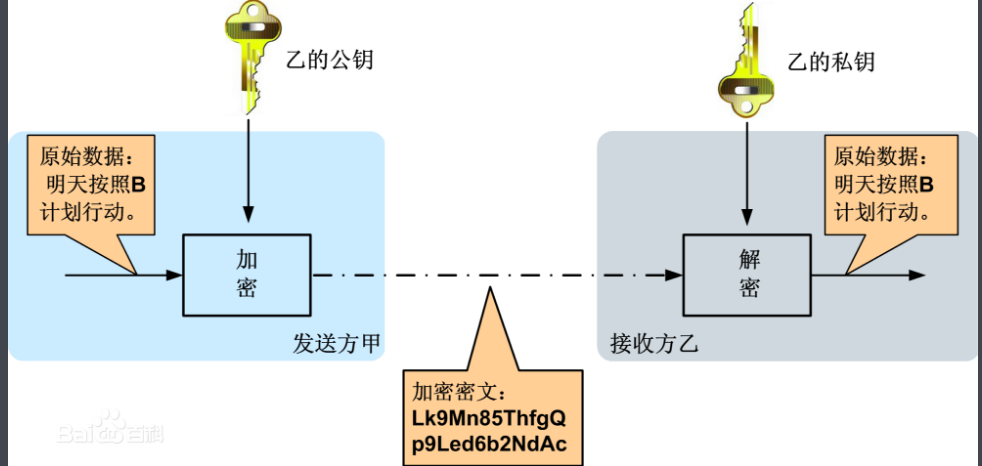 乙的公钥
乙的私钥
原始数据：
明天按照B
计划行动。
原始数据：
明天按照B
计划行动。
加
密
解
密
发送方甲
接收方乙
加密密文：
Lk9Mn85ThfgQ
p9Led6b2NdAc
Baidu百科